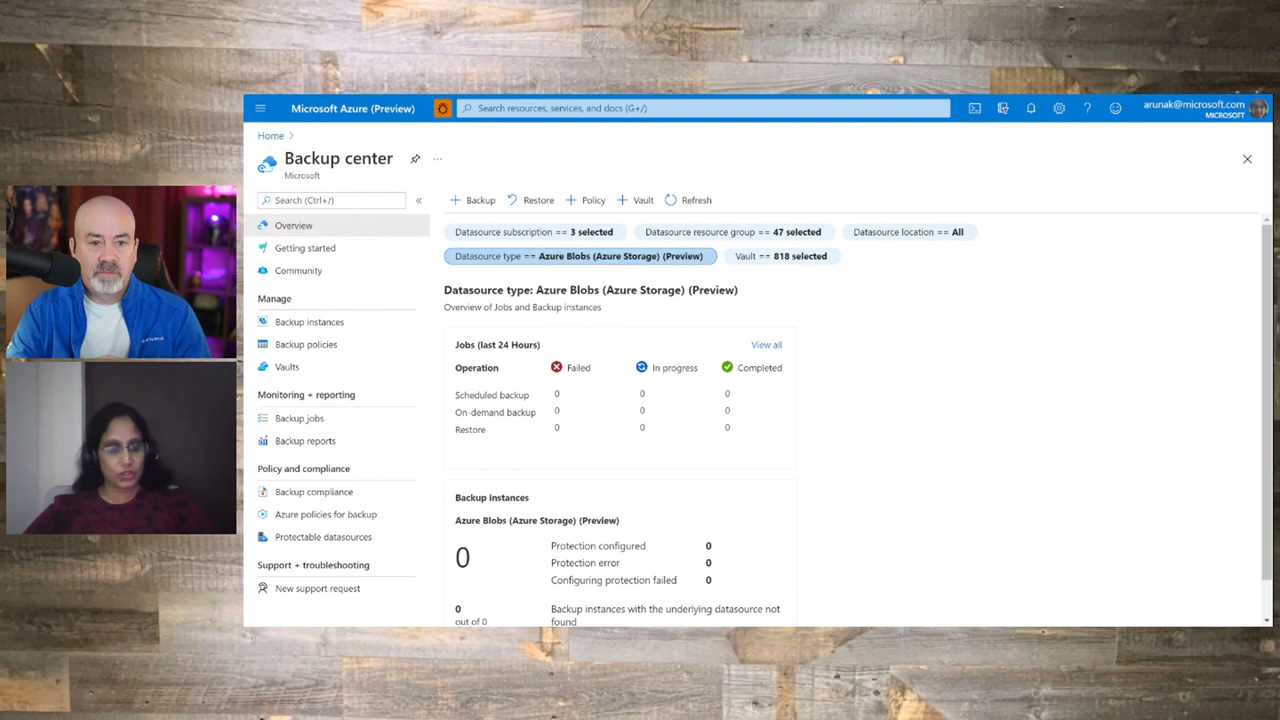 Microsoft Azure (Preview)
Search resources, services, and docs (G+/)
arunak@microsoft.com
MICROSOFT
Home
Backup center
Microsoft
Search (Ctrl+/)
Overview
Getting started
Community
Manage
Backup instances
Backup policies
Vaults
Monitoring + reporting
Backup jobs
Backup reports
Policy and compliance
Backup compliance
Azure policies for backup
Protectable datasources
Support + troubleshooting
New support request
Backup Restore Policy Vault Refresh
Datasource subscription == 3 selected Datasource resource group == 47 selected Datasource location == All
Datasource type == Azure Blobs (Azure Storage) (Preview) Vault == 818 selected
Datasource type: Azure Blobs (Azure Storage) (Preview)
Overview of Jobs and Backup instances
Jobs (last 24 Hours) View all
Operation Failed In progress Completed
Scheduled backup 0 0 0
On-demand backup 0 0 0
Restore 0 0 0
Backup instances
Azure Blobs (Azure Storage) (Preview)
0
Protection configured 0
Protection error 0
Configuring protection failed 0
0
out of 0
Backup instances with the underlying datasource not
found